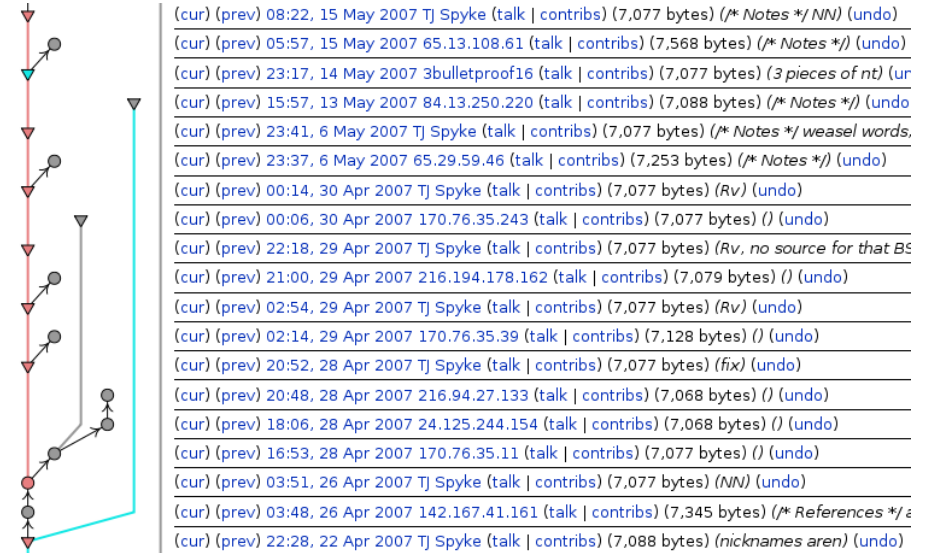 (cur) (prev) 08:22, 15 May 2007 TJ Spyke (talk | contribs) (7,077 bytes) (/* Notes */ NN) (undo)
(cur) (prev) 05:57, 15 May 2007 65.13.108.61 (talk | contribs) (7,568 bytes) (/* Notes */) (undo)
(cur) (prev) 23:17, 14 May 2007 3bulletproof16 (talk | contribs) (7,077 bytes) (3 pieces of nt) (un
(cur) (prev) 15:57, 13 May 2007 84.13.250.220 (talk | contribs) (7,088 bytes) (/* Notes */) (undo
(cur) (prev) 23:41, 6 May 2007 TJ Spyke (talk | contribs) (7,077 bytes) (/* Notes */ weasel words,
(cur) (prev) 23:37, 6 May 2007 65.29.59.46 (talk | contribs) (7,253 bytes) (/* Notes */) (undo)
(cur) (prev) 00:14, 30 Apr 2007 TJ Spyke (talk | contribs) (7,077 bytes) (Rv) (undo)
(cur) (prev) 00:06, 30 Apr 2007 170.76.35.243 (talk | contribs) (7,077 bytes) () (undo)
(cur) (prev) 22:18, 29 Apr 2007 TJ Spyke (talk | contribs) (7,077 bytes) (Rv, no source for that BS
(cur) (prev) 21:00, 29 Apr 2007 216.194.178.162 (talk | contribs) (7,079 bytes) () (undo)
(cur) (prev) 02:54, 29 Apr 2007 TJ Spyke (talk | contribs) (7,077 bytes) (Rv) (undo)
(cur) (prev) 02:14, 29 Apr 2007 170.76.35.39 (talk | contribs) (7,128 bytes) () (undo)
(cur) (prev) 20:52, 28 Apr 2007 TJ Spyke (talk | contribs) (7,077 bytes) (fix) (undo)
(cur) (prev) 20:48, 28 Apr 2007 216.94.27.133 (talk | contribs) (7,068 bytes) () (undo)
(cur) (prev) 18:06, 28 Apr 2007 24.125.244.154 (talk | contribs) (7,068 bytes) () (undo)
(cur) (prev) 16:53, 28 Apr 2007 170.76.35.11 (talk | contribs) (7,077 bytes) () (undo)
(cur) (prev) 03:51, 26 Apr 2007 TJ Spyke (talk | contribs) (7,077 bytes) (NN) (undo)
(cur) (prev) 03:48, 26 Apr 2007 142.167.41.161 (talk | contribs) (7,345 bytes) (/* References */ a
(cur) (prev) 22:28, 22 Apr 2007 TJ Spyke (talk | contribs) (7,088 bytes) (nicknames aren) (undo)